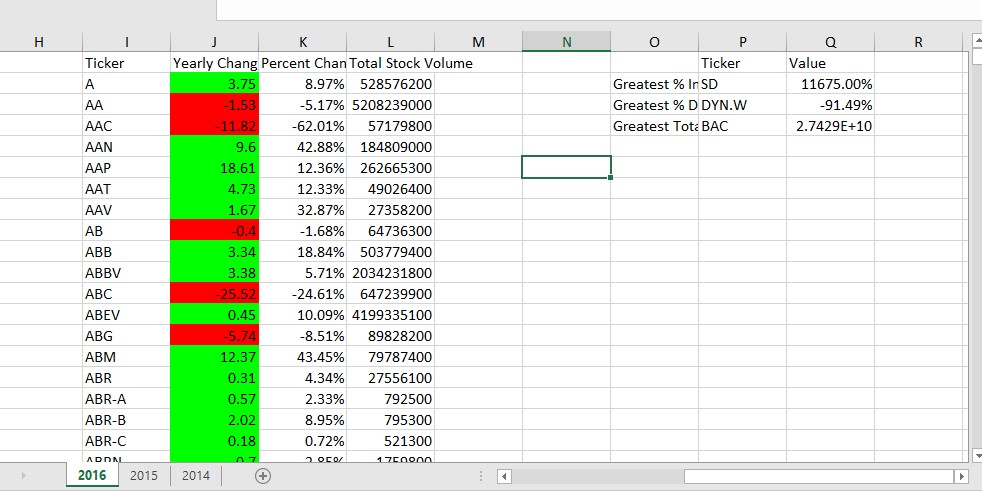 H I J K L M N O P Q R
Ticker Yearly Chang Percent Chan Total Stock Volume Ticker Value
A 3.75 8.97% 528576200 Greatest % In SD 11675.00%
AA -1.53 -5.17% 5208239000 Greatest % D DYN.W -91.49%
AAC -11.82 -62.01% 57179800 Greatest Tota BAC 2.7429E+10
AAN 9.6 42.88% 184809000
AAP 18.61 12.36% 262665300
AAT 4.73 12.33% 49026400
AAV 1.67 32.87% 27358200
AB -0.4 -1.68% 64736300
ABB 3.34 18.84% 503779400
ABBV 3.38 5.71% 2034231800
ABC -25.52 -24.61% 647239900
ABEV 0.45 10.09% 4199335100
ABG -5.74 -8.51% 89828200
ABM 12.37 43.45% 79787400
ABR 0.31 4.34% 27556100
ABR-A 0.57 2.33% 792500
ABR-B 2.02 8.95% 795300
ABR-C 0.18 0.72% 521300
2016 2015 2014